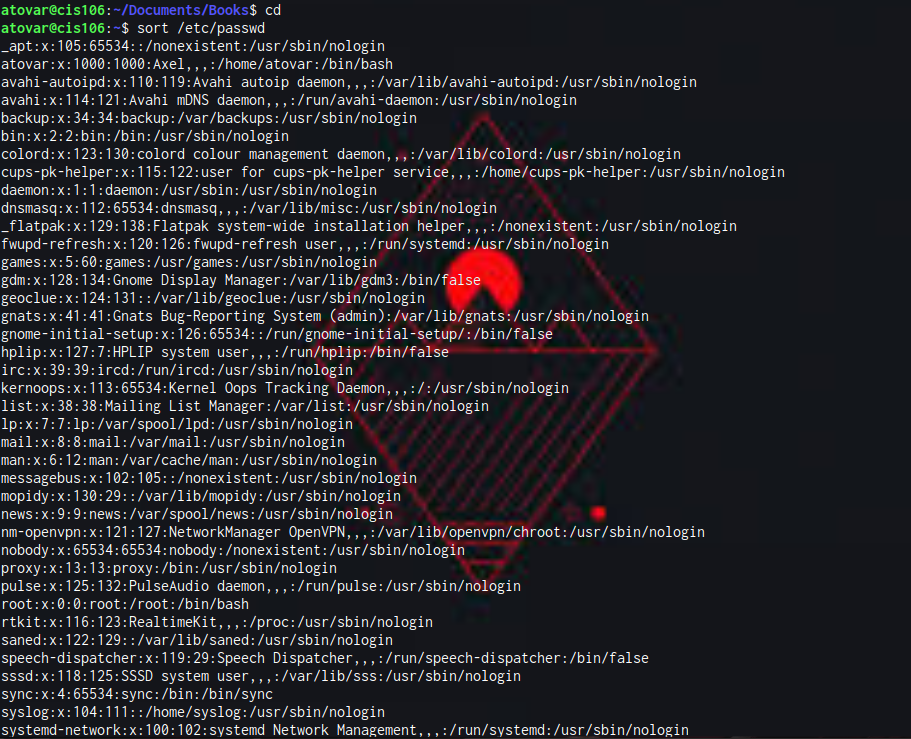 atovar@cis106:~/Documents/Books$ cd
atovar@cis106:~$ sort /etc/passwd
_apt:x:105:65534::/nonexistent:/usr/sbin/nologin
atovar:x:1000:1000:Axel,,,:/home/atovar:/bin/bash
avahi-autoipd:x:110:119:Avahi autoip daemon,,,:/var/lib/avahi-autoipd:/usr/sbin/nologin
avahi:x:114:121:Avahi mDNS daemon,,,:/run/avahi-daemon:/usr/sbin/nologin
backup:x:34:34:backup:/var/backups:/usr/sbin/nologin
bin:x:2:2:bin:/bin:/usr/sbin/nologin
colord:x:123:130:colord colour management daemon,,,:/var/lib/colord:/usr/sbin/nologin
cups-pk-helper:x:115:122:user for cups-pk-helper service,,,:/home/cups-pk-helper:/usr/sbin/nologin
daemon:x:1:1:daemon:/usr/sbin:/usr/sbin/nologin
dnsmasq:x:112:65534:dnsmasq,,,:/var/lib/misc:/usr/sbin/nologin
_flatpak:x:129:138:Flatpak system-wide installation helper,,,:/nonexistent:/usr/sbin/nologin
fwupd-refresh:x:120:126:fwupd-refresh user,,,:/run/systemd:/usr/sbin/nologin
games:x:5:60:games:/usr/games:/usr/sbin/nologin
gdm:x:128:134:Gnome Display Manager:/var/lib/gdm3:/bin/false
geoclue:x:124:131::/var/lib/geoclue:/usr/sbin/nologin
gnats:x:41:41:Gnats Bug-Reporting System (admin):/var/lib/gnats:/usr/sbin/nologin
gnome-initial-setup:x:126:65534::/run/gnome-initial-setup/:/bin/false
hplip:x:127:7:HPLIP system user,,,:/run/hplip:/bin/false
irc:x:39:39:ircd:/run/ircd:/usr/sbin/nologin
kernoops:x:113:65534:Kernel Oops Tracking Daemon,,,:/:/usr/sbin/nologin
list:x:38:38:Mailing List Manager:/var/list:/usr/sbin/nologin
lp:x:7:7:lp:/var/spool/lpd:/usr/sbin/nologin
mail:x:8:8:mail:/var/mail:/usr/sbin/nologin
man:x:6:12:man:/var/cache/man:/usr/sbin/nologin
messagebus:x:102:105::/nonexistent:/usr/sbin/nologin
mopidy:x:130:29::/var/lib/mopidy:/usr/sbin/nologin
news:x:9:9:news:/var/spool/news:/usr/sbin/nologin
nm-openvpn:x:121:127:NetworkManager OpenVPN,,,:/var/lib/openvpn/chroot:/usr/sbin/nologin
nobody:x:65534:65534:nobody:/nonexistent:/usr/sbin/nologin
proxy:x:13:13:proxy:/bin:/usr/sbin/nologin
pulse:x:125:132:PulseAudio daemon,,,:/run/pulse:/usr/sbin/nologin
root:x:0:0:root:/root:/bin/bash
rtkit:x:116:123:RealtimeKit,,,:/proc:/usr/sbin/nologin
saned:x:122:129::/var/lib/saned:/usr/sbin/nologin
speech-dispatcher:x:119:29:Speech Dispatcher,,,:/run/speech-dispatcher:/bin/false
sssd:x:118:125:SSSD system user,,,:/var/lib/sss:/usr/sbin/nologin
sync:x:4:65534:sync:/bin:/bin/sync
syslog:x:104:111::/home/syslog:/usr/sbin/nologin
systemd-network:x:100:102:systemd Network Management,,,:/run/systemd:/usr/sbin/nologin